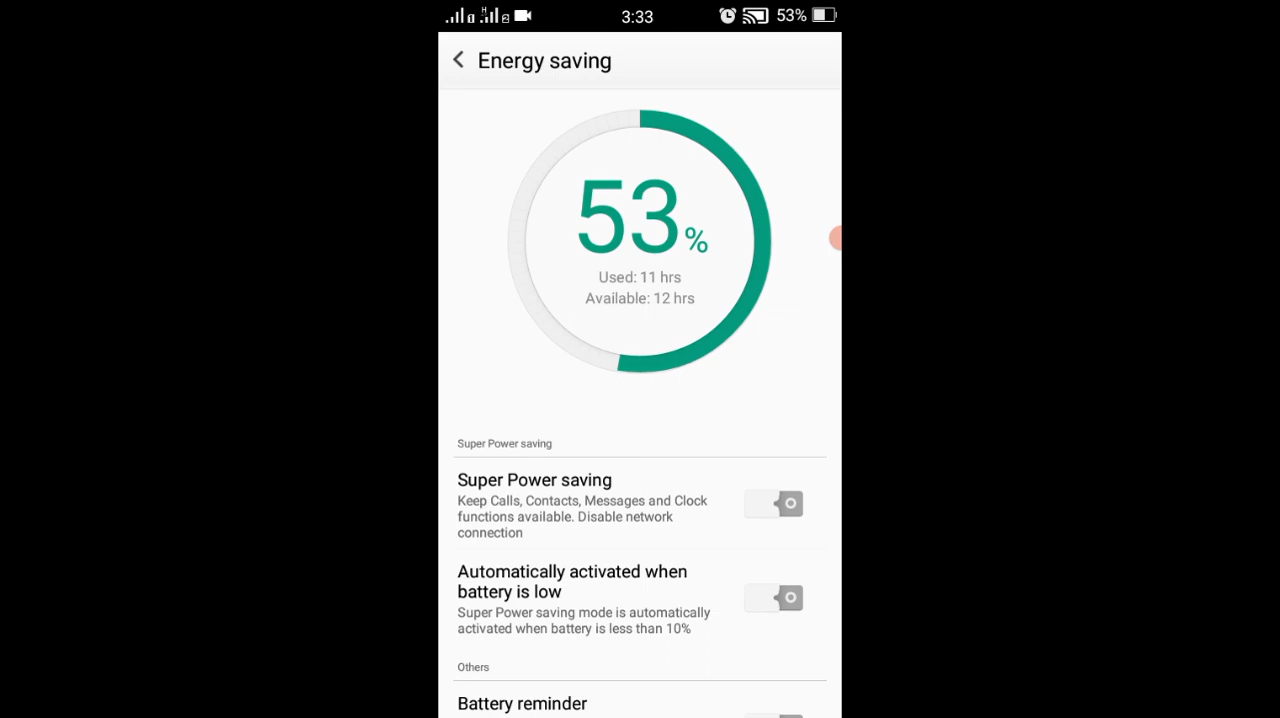 3:33
53%
Energy saving
53%
Used: 11 hrs
Available: 12 hrs
Super Power saving
Super Power saving
Keep Calls, Contacts, Messages and Clock
functions available. Disable network
connection
Automatically activated when
battery is low
Super Power saving mode is automatically
activated when battery is less than 10%
Others
Battery reminder